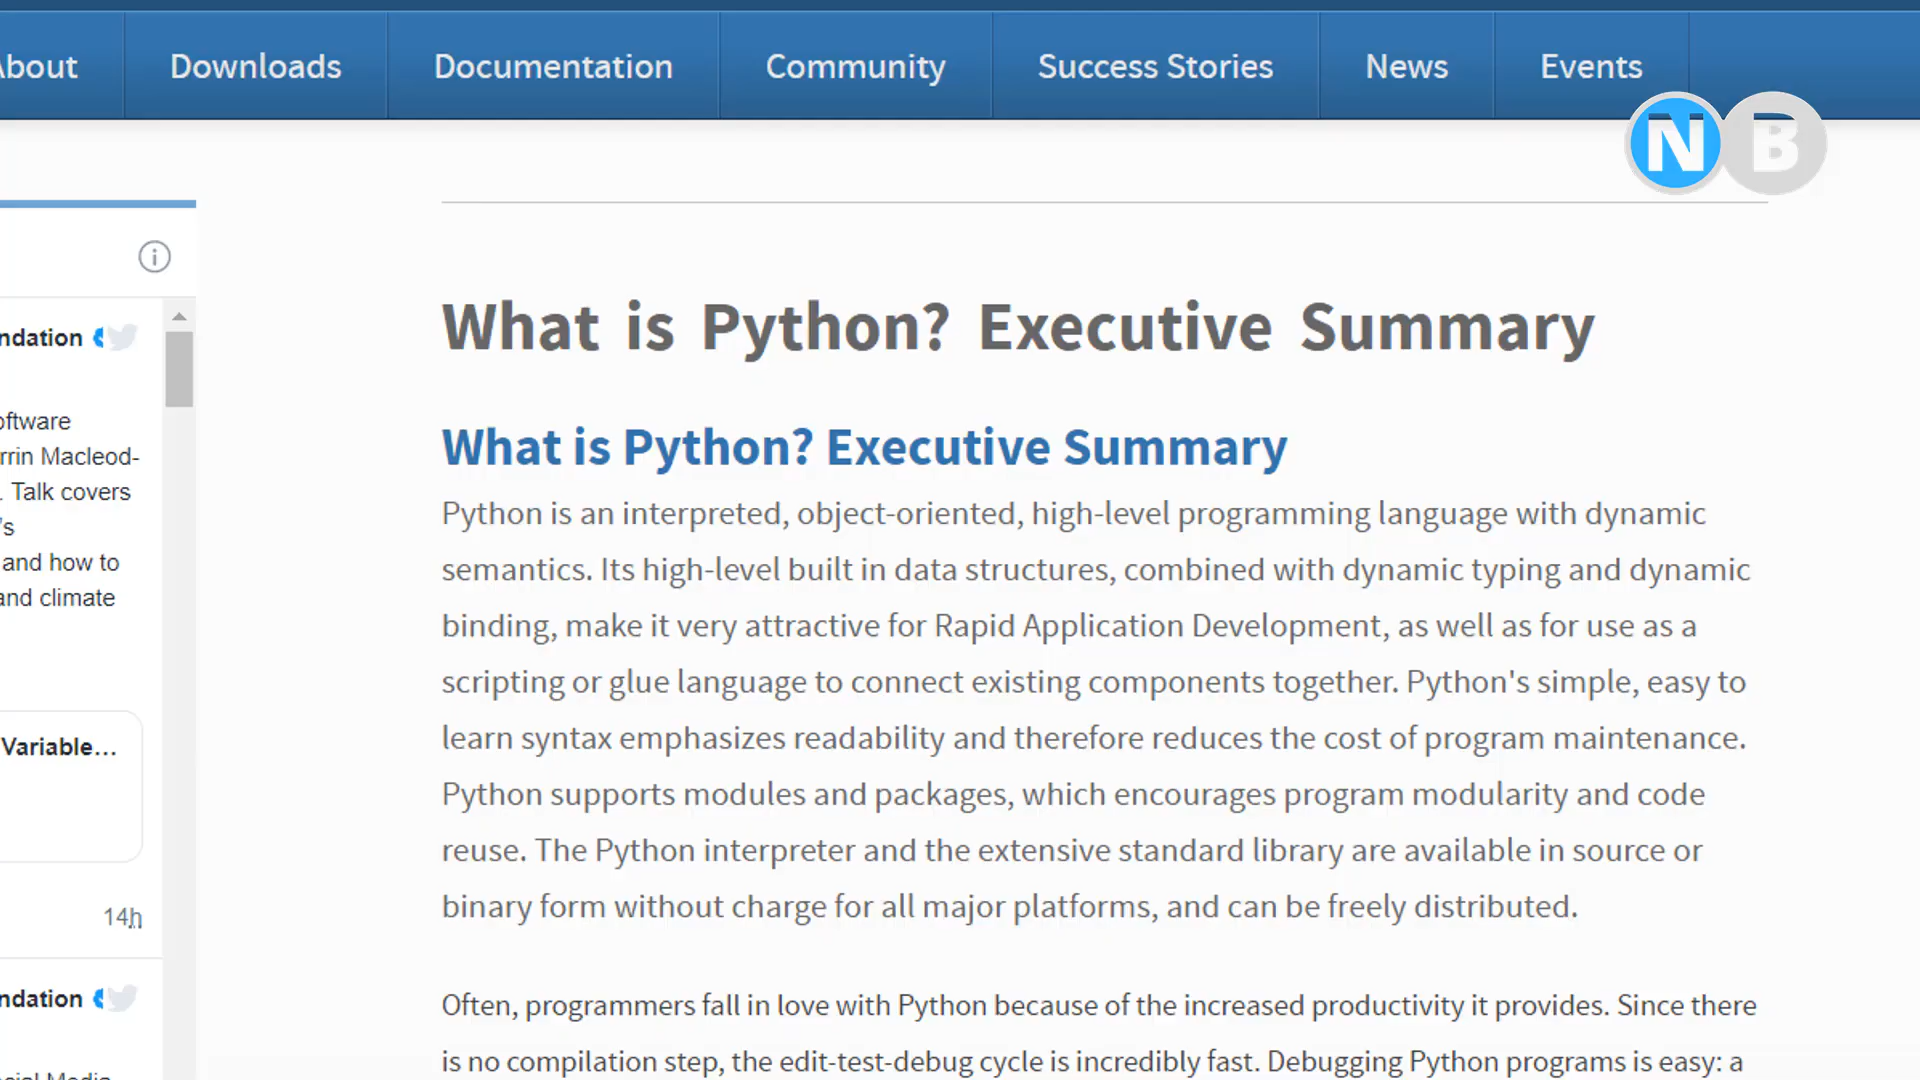 About
Downloads
Documentation
Community
Success Stories
News
Events
N B
ndation
oftware
rrin Macleod-
. Talk covers
's
and how to
and climate
Variable...
14h
ndation
What is Python? Executive Summary
What is Python? Executive Summary
Python is an interpreted, object-oriented, high-level programming language with dynamic
semantics. Its high-level built in data structures, combined with dynamic typing and dynamic
binding, make it very attractive for Rapid Application Development, as well as for use as a
scripting or glue language to connect existing components together. Python's simple, easy to
learn syntax emphasizes readability and therefore reduces the cost of program maintenance.
Python supports modules and packages, which encourages program modularity and code
reuse. The Python interpreter and the extensive standard library are available in source or
binary form without charge for all major platforms, and can be freely distributed.
Often, programmers fall in love with Python because of the increased productivity it provides. Since there
is no compilation step, the edit-test-debug cycle is incredibly fast. Debugging Python programs is easy: a